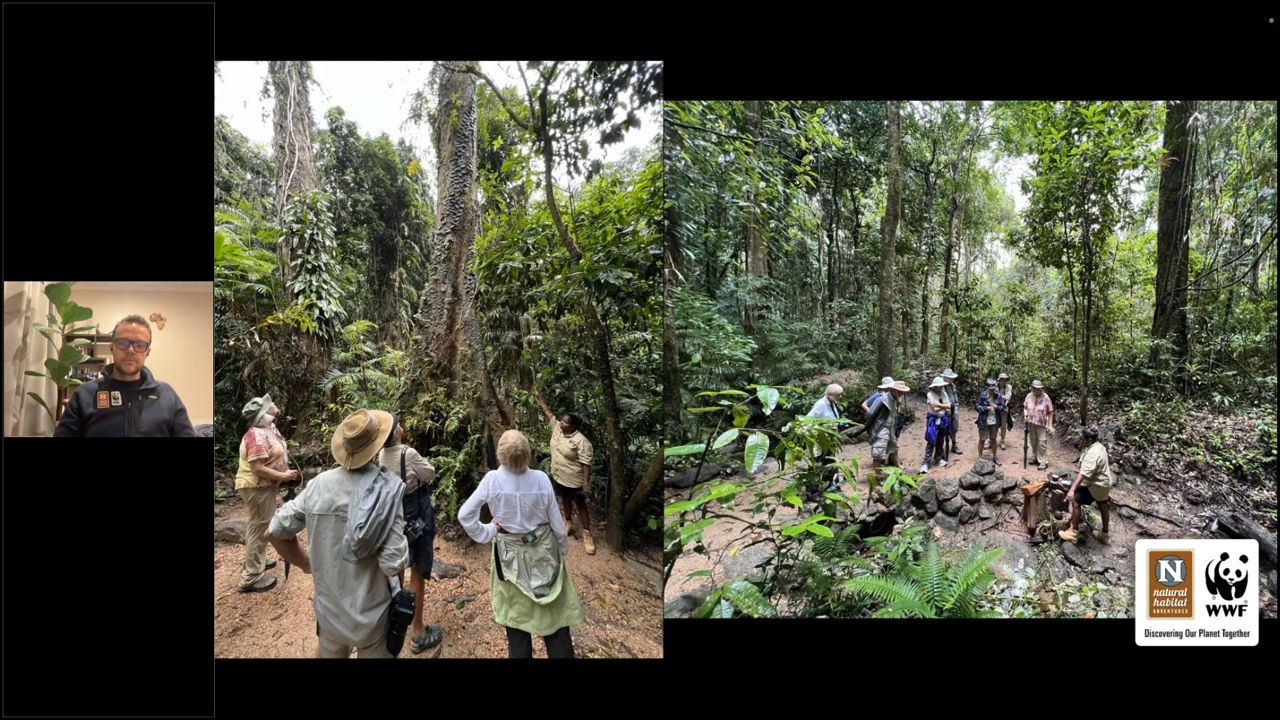 N
natural
habitat
ADVENTURES
WWF
Discovering Our Planet Together